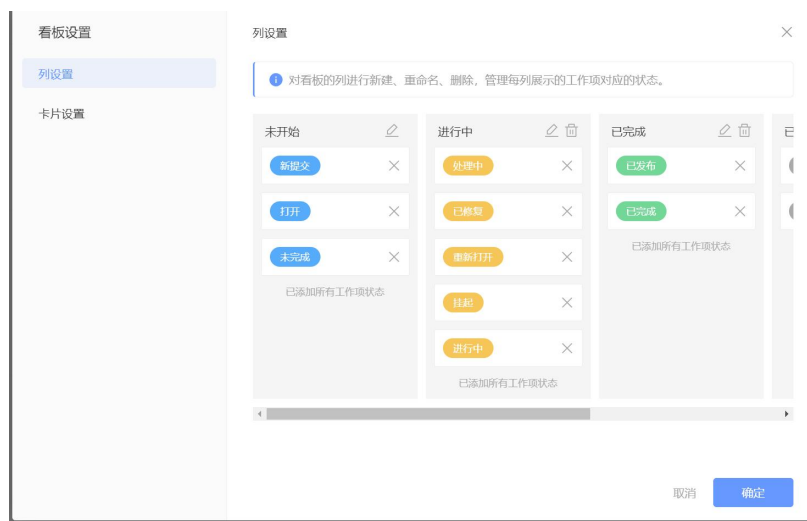 看板设置
列设置
卡片设置
列设置
对看板的列进行新建、重命名、删除，管理每列展示的工作项对应的状态。
未开始
新提交
打开
未完成
已添加所有工作项状态
进行中
处理中
已修复
重新打开
挂起
进行中
已添加所有工作项状态
已完成
已发布
已完成
已添加所有工作项状态
取消
确定